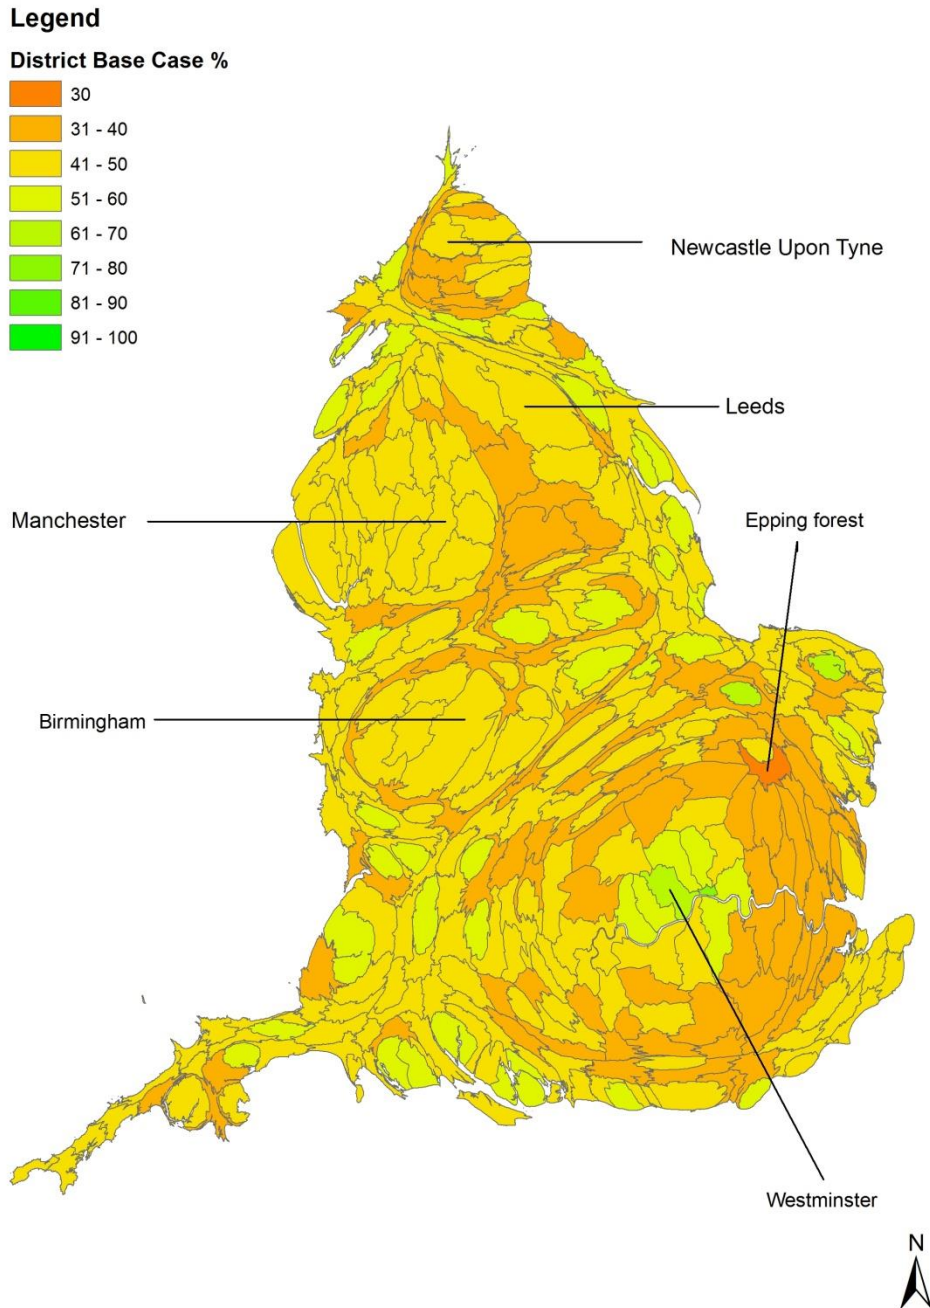 Legend
District Base Case %
30
31 - 40
41 - 50
51 - 60
61 - 70
71 - 80
81 - 90
91 - 100
Newcastle Upon Tyne
Leeds
Manchester
Epping forest
Birmingham
Westminster
N